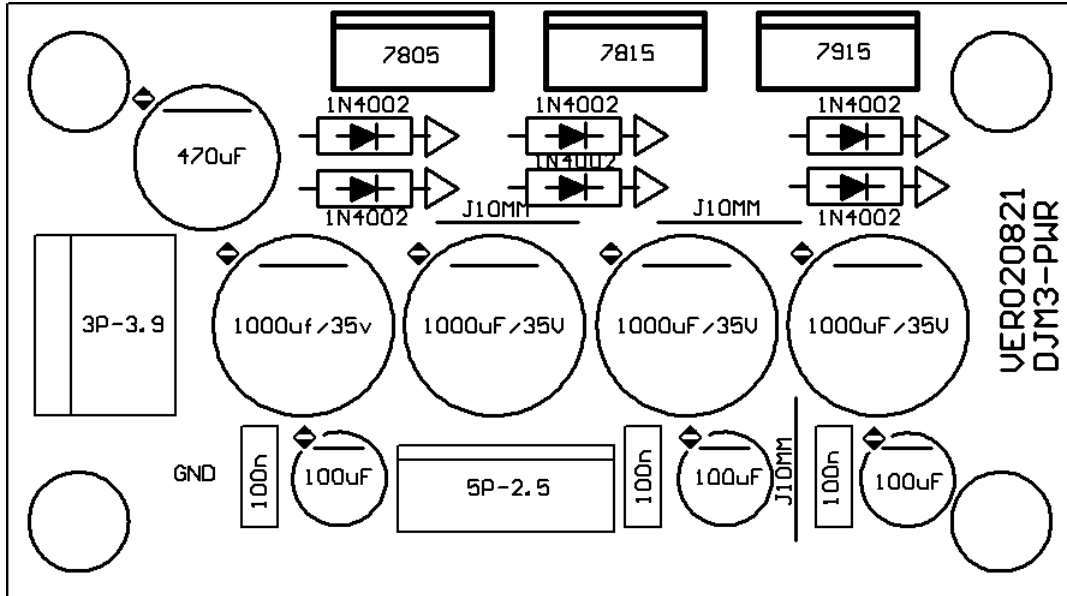 7805
7815
7915
1N4002
1N4002
1N4002
470uF
1N4002
1N4002
1N4002
J10MM
J10MM
3P-3.9
1000uf/35v
1000uF/35V
1000uF/35V
1000uF/35V
VER020821
DJM3-PWR
GND
100n
100uF
5P-2.5
100n
100uF
J10MM
100n
100uF